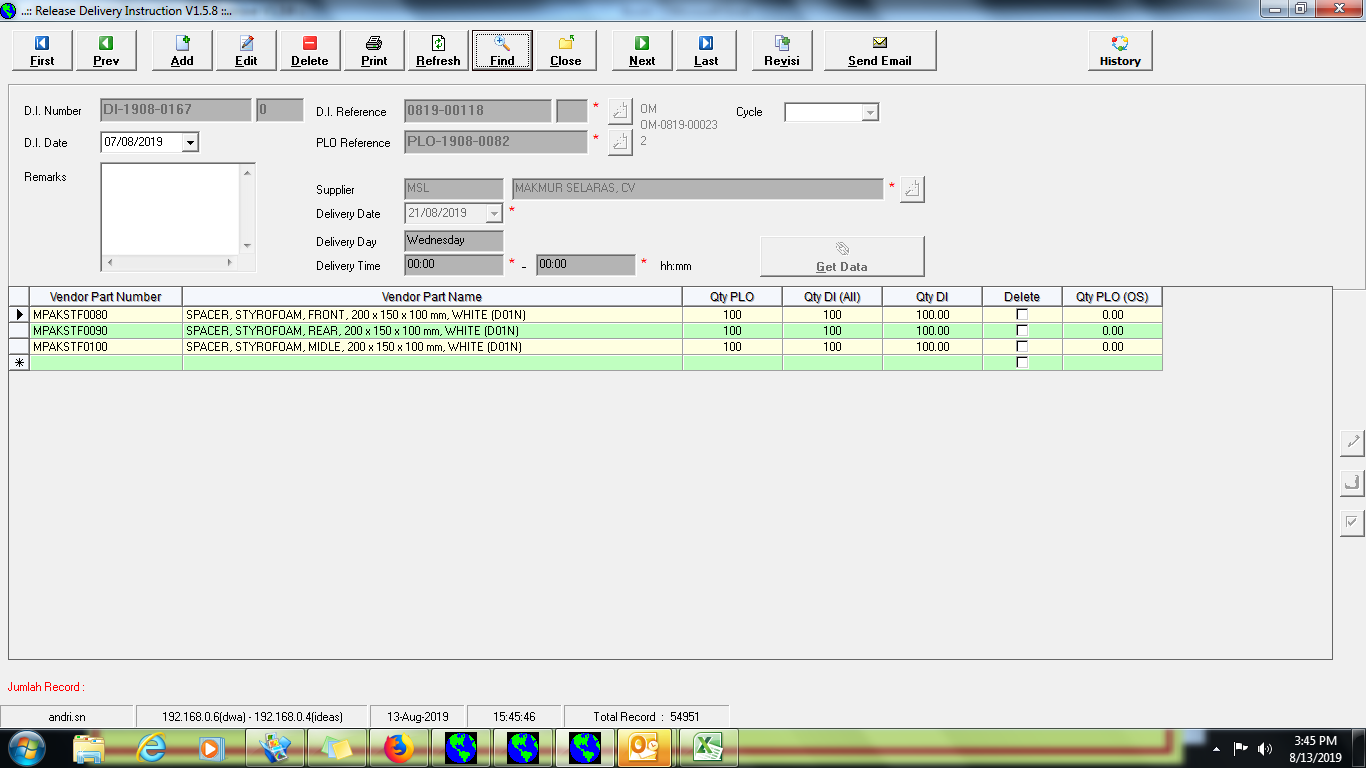 ..:: Release Delivery Instruction V1.5.8 ::..
First Prev Add Edit Delete Print Refresh Find Close Next Last Revisi Send Email History
D.I. Number DI-1908-0167 0 D.I. Reference 0819-00118 * OM Cycle
OM-0819-00023
D.I. Date 07/08/2019 PLO Reference PLO-1908-0082 * 2
Remarks
Supplier MSL MAKMUR SELARAS, CV *
Delivery Date 21/08/2019 *
Delivery Day Wednesday
Delivery Time 00:00 * - 00:00 * hh:mm Get Data
Vendor Part Number Vendor Part Name Qty PLO Qty DI (All) Qty DI Delete Qty PLO (OS)
MPAKSTF0080 SPACER, STYROFOAM, FRONT, 200 x 150 x 100 mm, WHITE (D01N) 100 100 100.00 0.00
MPAKSTF0090 SPACER, STYROFOAM, REAR, 200 x 150 x 100 mm, WHITE (D01N) 100 100 100.00 0.00
MPAKSTF0100 SPACER, STYROFOAM, MIDLE, 200 x 150 x 100 mm, WHITE (D01N) 100 100 100.00 0.00
Jumlah Record :
andri.sn 192.168.0.6(dwa) - 192.168.0.4(ideas) 13-Aug-2019 15:45:46 Total Record : 54951
3:45 PM
8/13/2019